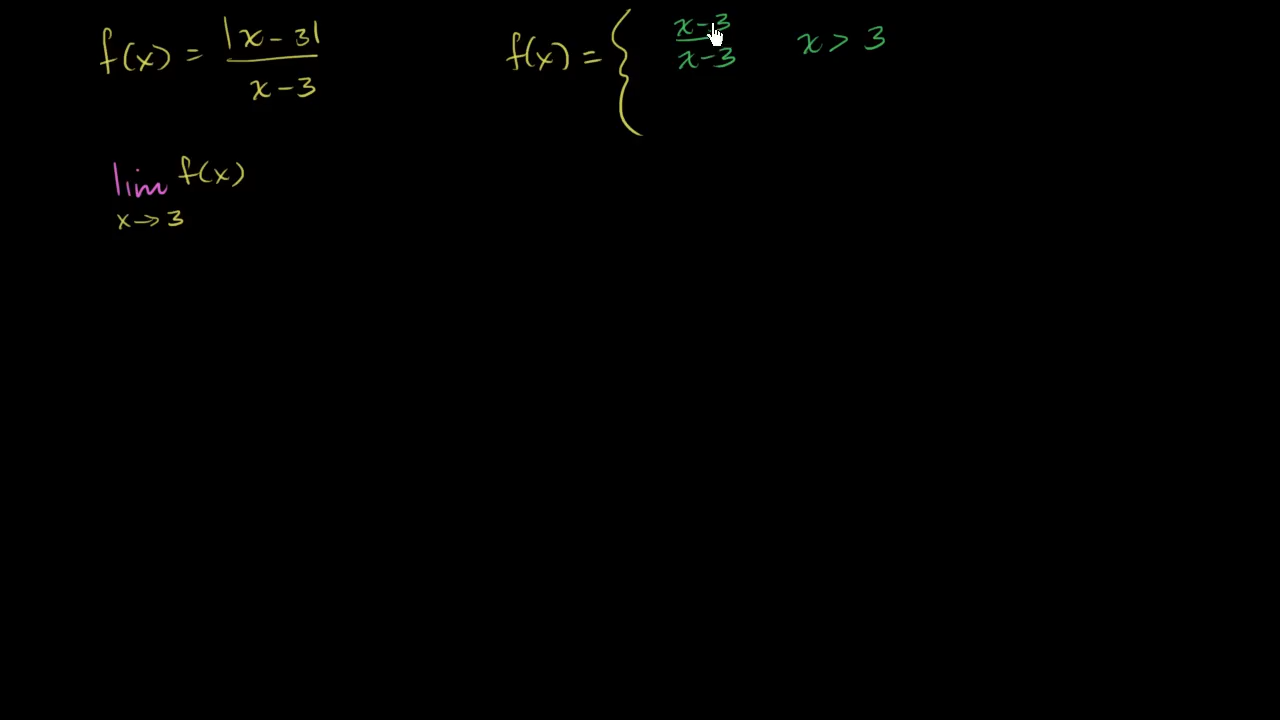 f(x) = |x-3| / x-3
f(x) = { x-3 / x-3 x > 3
lim f(x)
x→3